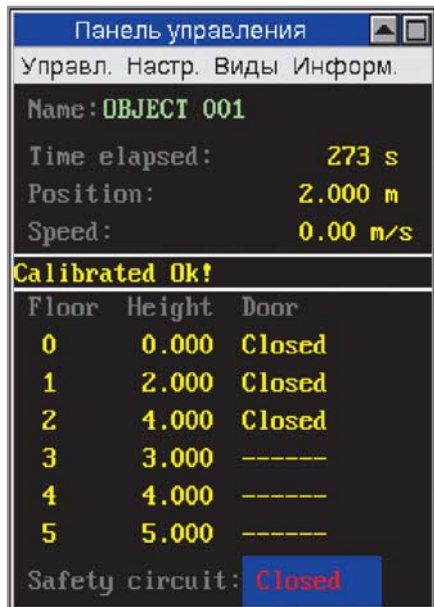 Панель управления
Управл. Настр. Виды Информ.
Name: OBJECT 001
Time elapsed: 273 s
Position: 2.000 m
Speed: 0.00 m/s
Calibrated Ok!
Floor Height Door
0 0.000 Closed
1 2.000 Closed
2 4.000 Closed
3 3.000 ------
4 4.000 ------
5 5.000 ------
Safety circuit: Closed